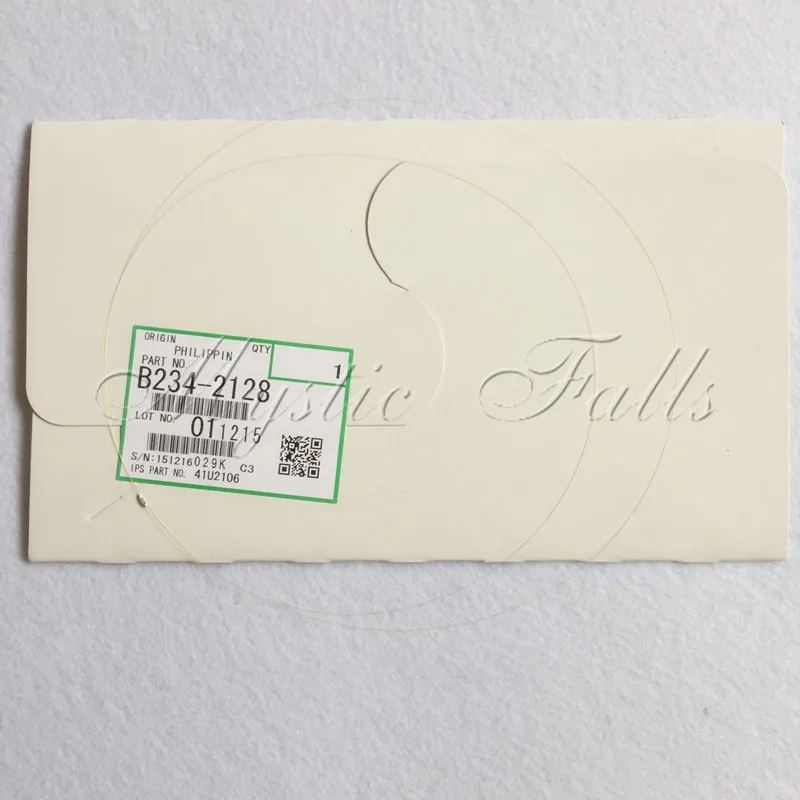 ORIGIN
PHILIPPIN
QTY
1
PART NO.
B234-2128
LOT NO.
011215
S/N:151216029K C3
IPS PART NO. 41U2106
Mystic Falls